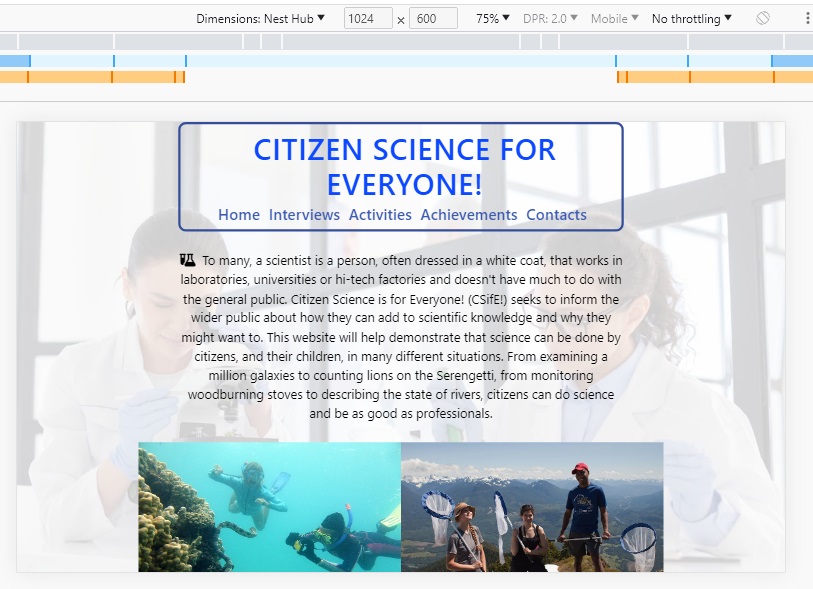 Dimensions: Nest Hub ▼ 1024 × 600 75% ▼ DPR: 2.0 ▼ Mobile ▼ No throttling ▼
CITIZEN SCIENCE FOR
EVERYONE!
Home Interviews Activities Achievements Contacts
To many, a scientist is a person, often dressed in a white coat, that works in
laboratories, universities or hi-tech factories and doesn't have much to do with
the general public. Citizen Science is for Everyone! (CSifE!) seeks to inform the
wider public about how they can add to scientific knowledge and why they
might want to. This website will help demonstrate that science can be done by
citizens, and their children, in many different situations. From examining a
million galaxies to counting lions on the Serengetti, from monitoring
woodburning stoves to describing the state of rivers, citizens can do science
and be as good as professionals.